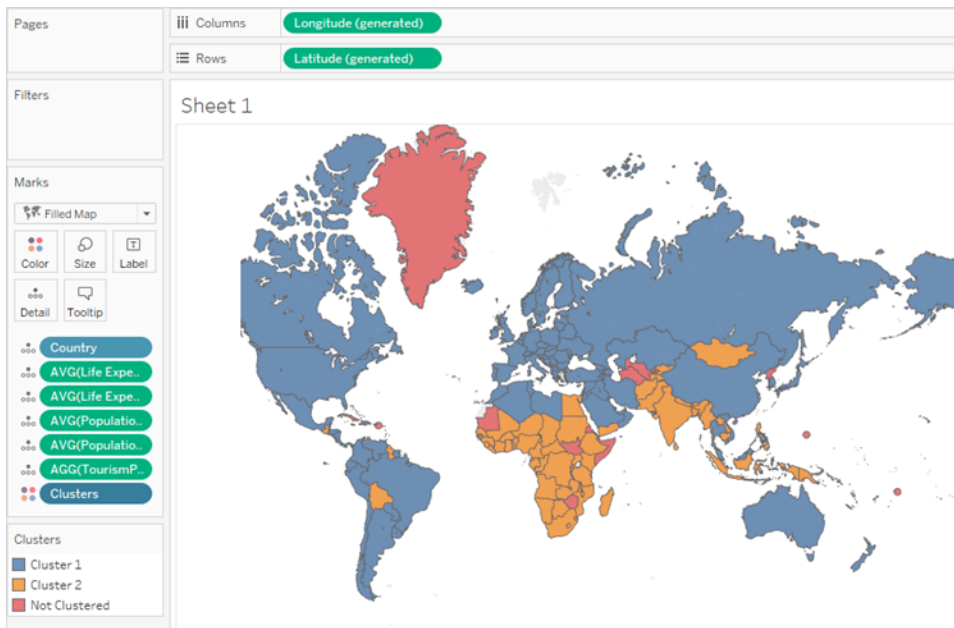 Pages
Columns
Longitude (generated)
Rows
Latitude (generated)
Filters
Sheet 1
Marks
Filled Map
Color
Size
T
Label
Detail
Tooltip
Country
AVG(Life Expe..
AVG(Life Expe..
AVG(Populatio..
AVG(Populatio..
AGG(TourismP..
Clusters
Clusters
Cluster 1
Cluster 2
Not Clustered